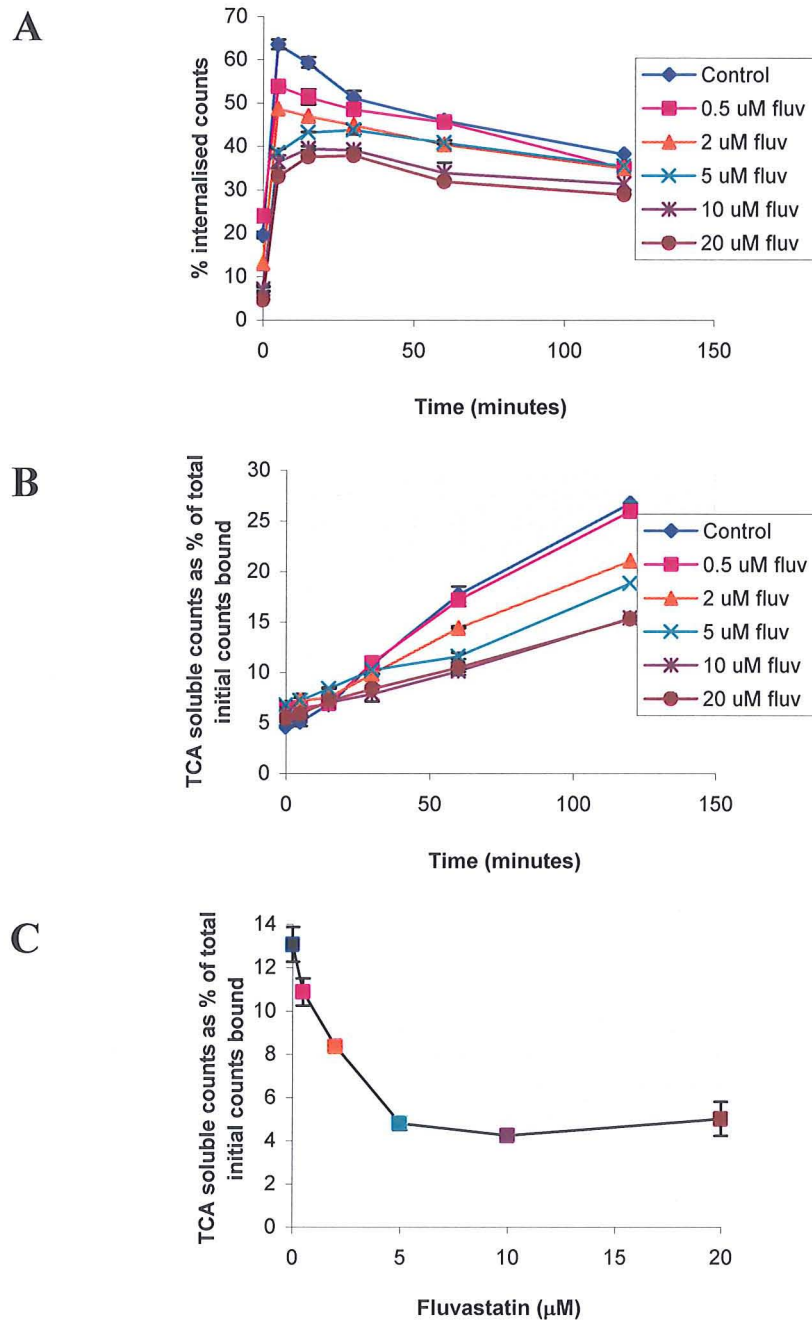 A
70
60
50
40
30
20
10
0
% internalised counts
0
50
100
150
Time (minutes)
Control
0.5 uM fluv
2 uM fluv
5 uM fluv
10 uM fluv
20 uM fluv
B
30
25
20
15
10
5
0
TCA soluble counts as % of total
initial counts bound
0
50
100
150
Time (minutes)
Control
0.5 uM fluv
2 uM fluv
5 uM fluv
10 uM fluv
20 uM fluv
C
14
12
10
8
6
4
2
0
TCA soluble counts as % of total
initial counts bound
0
5
10
15
20
Fluvastatin (μM)